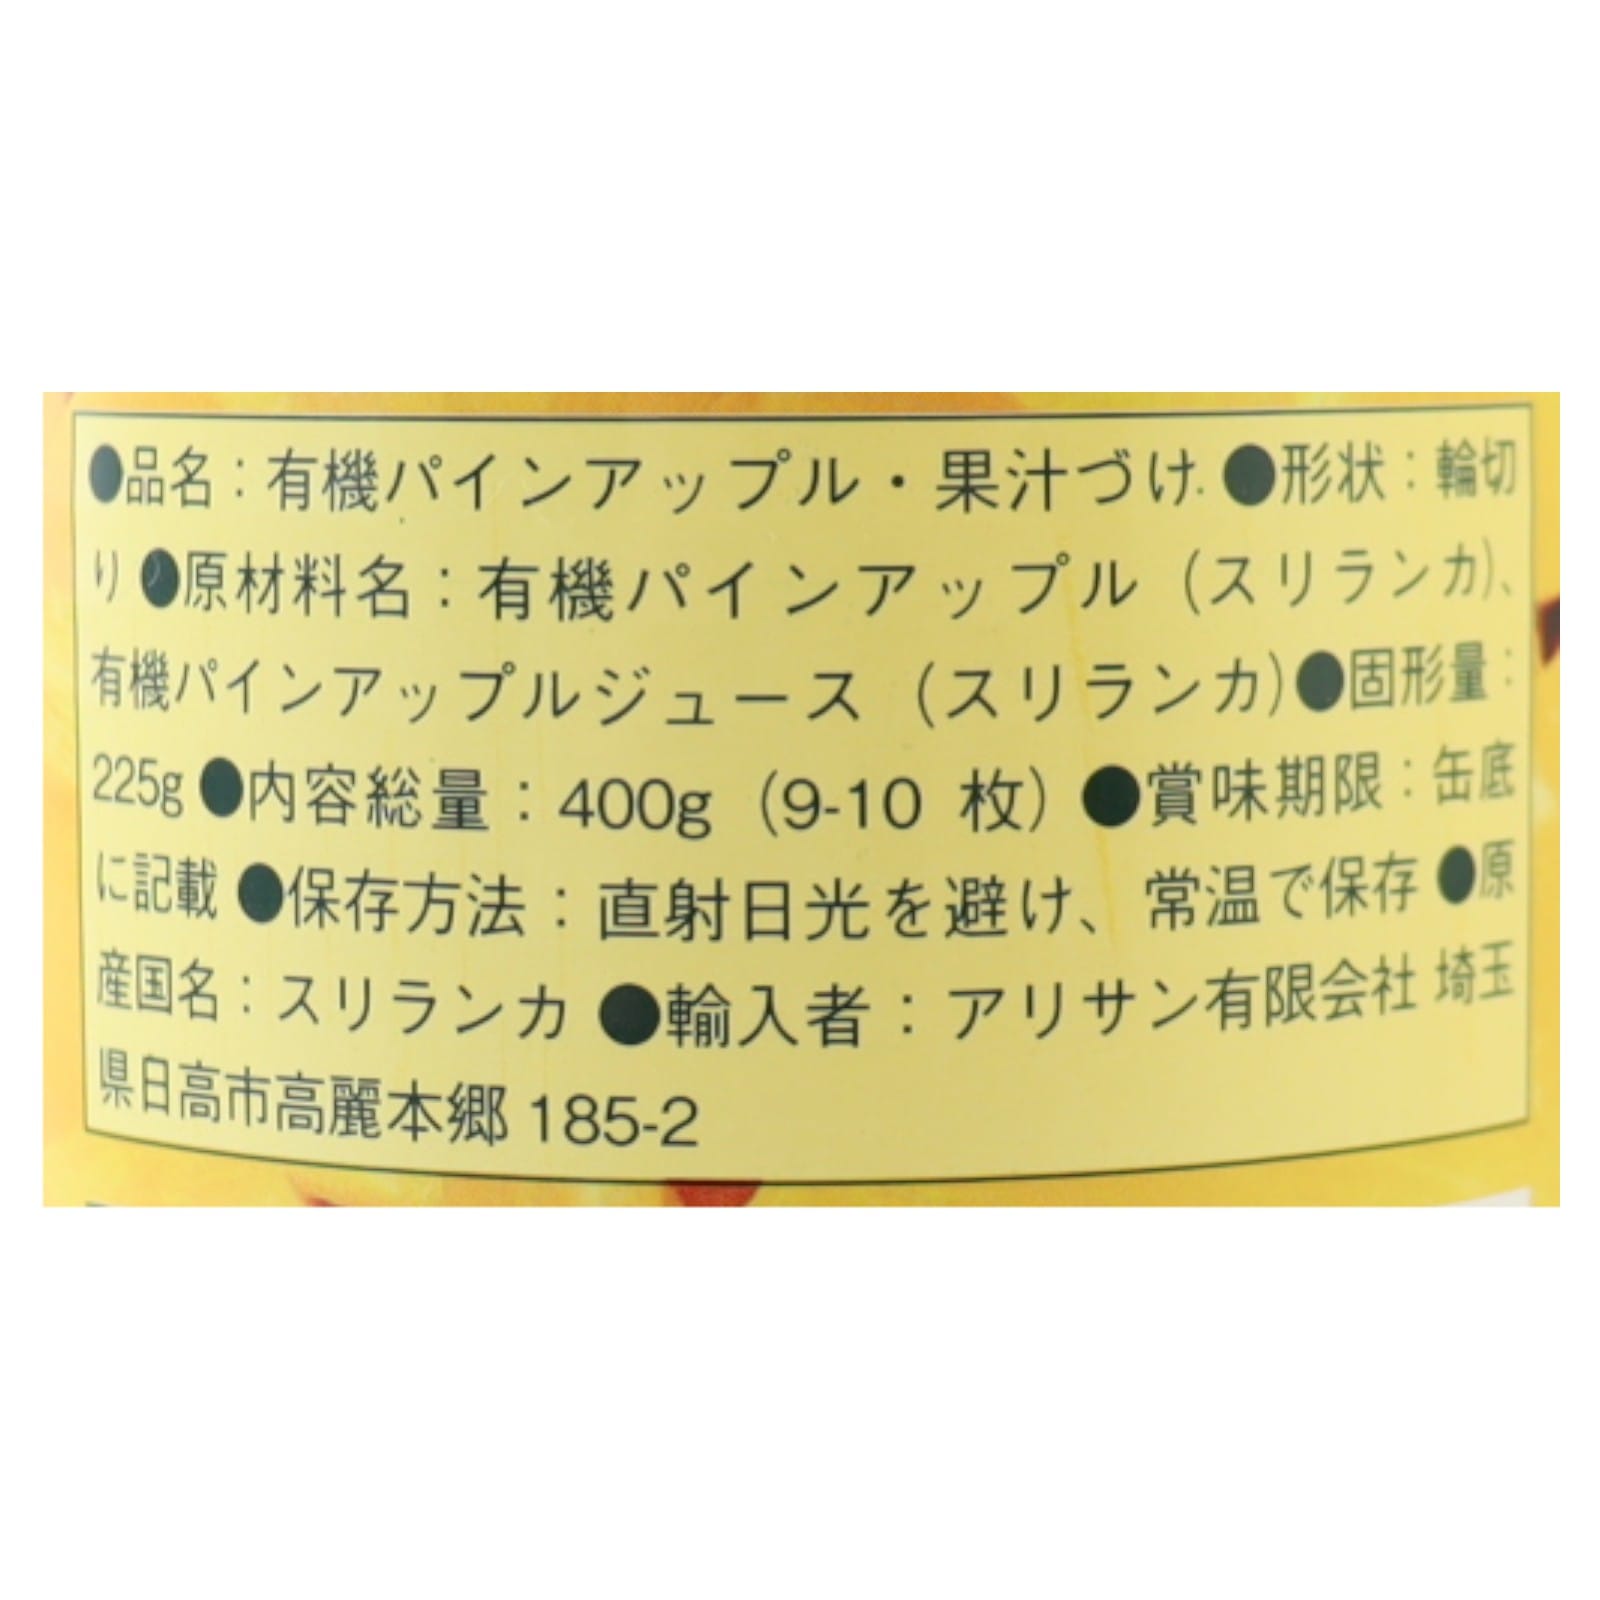 ●品名：有機パインアップル・果汁づけ ●形状：輪切
り ●原材料名：有機パインアップル（スリランカ）、
有機パインアップルジュース（スリランカ）●固形量：
225g ●内容総量：400g（9-10 枚）●賞味期限：缶底
に記載 ●保存方法：直射日光を避け、常温で保存 ●原
産国名：スリランカ ●輸入者：アリサン有限会社 埼玉
県日高市高麗本郷 185-2